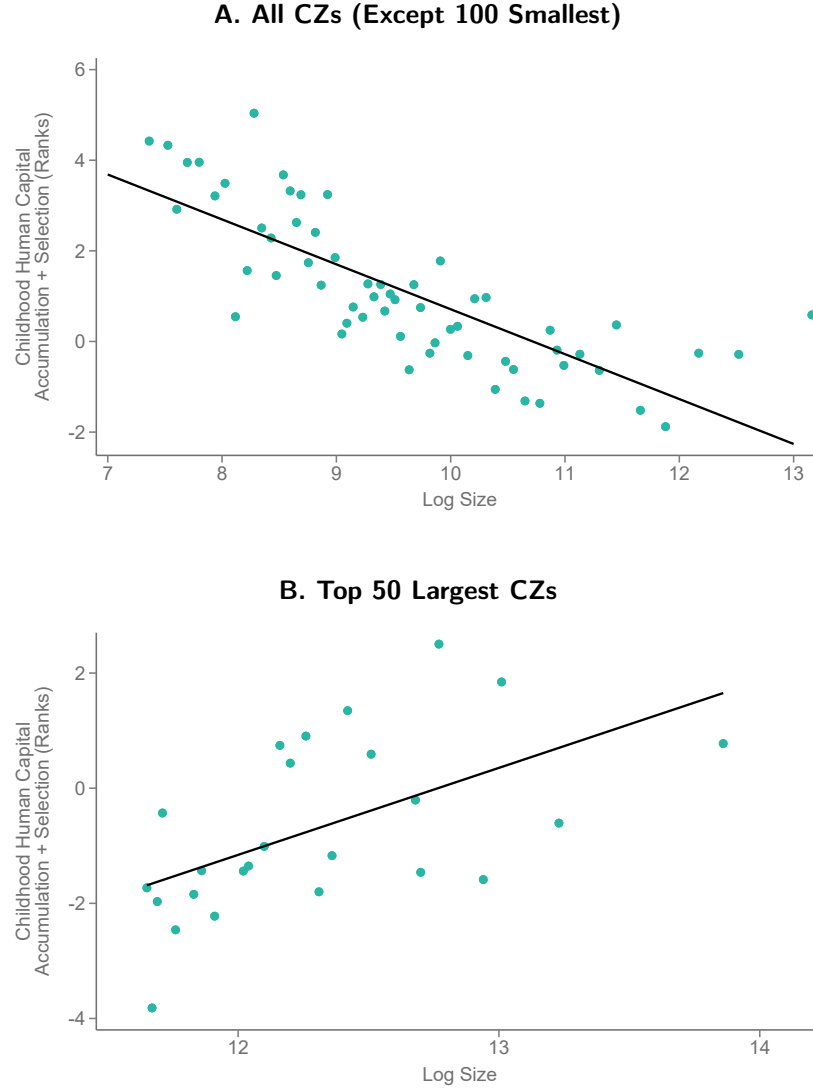 A. All CZs (Except 100 Smallest)
6
4
2
0
-2
Childhood Human Capital
Accumulation + Selection (Ranks)
7 8 9 10 11 12 13
Log Size
B. Top 50 Largest CZs
2
0
-2
-4
Childhood Human Capital
Accumulation + Selection (Ranks)
12 13 14
Log Size